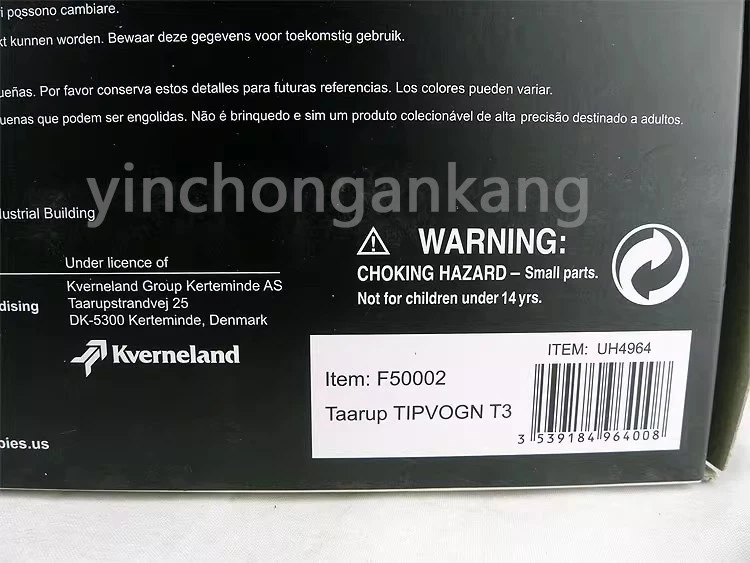 i possono cambiare.
kt kunnen worden. Bewaar deze gegevens voor toekomstig gebruik.
ueñas. Por favor conserva estos detalles para futuras referencias. Los colores pueden variar.
uenas que podem ser engolidas. Não é brinquedo e sim um produto colecionável de alta precisão destinado a adultos.
yinchongankang
dustrial Building
Under licence of
Kverneland Group Kerteminde AS
dising Taarupstrandvej 25
DK-5300 Kerteminde, Denmark
Kverneland
pies.us
WARNING:
CHOKING HAZARD – Small parts.
Not for children under 14 yrs.
ITEM: UH4964
Item: F50002
Taarup TIPVOGN T3
3 539184 964008